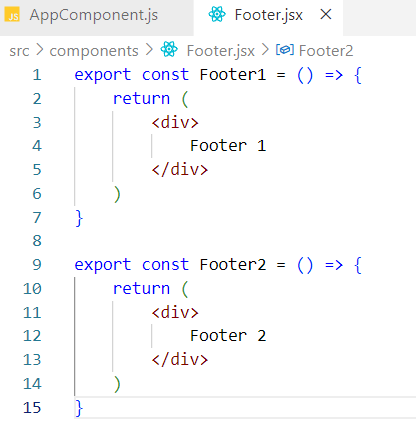 JS AppComponent.js Footer.jsx ×
src > components > Footer.jsx > Footer2
1 export const Footer1 = () => {
2     return (
3         <div>
4             Footer 1
5         </div>
6     )
7 }
8
9 export const Footer2 = () => {
10     return (
11         <div>
12             Footer 2
13         </div>
14     )
15 }